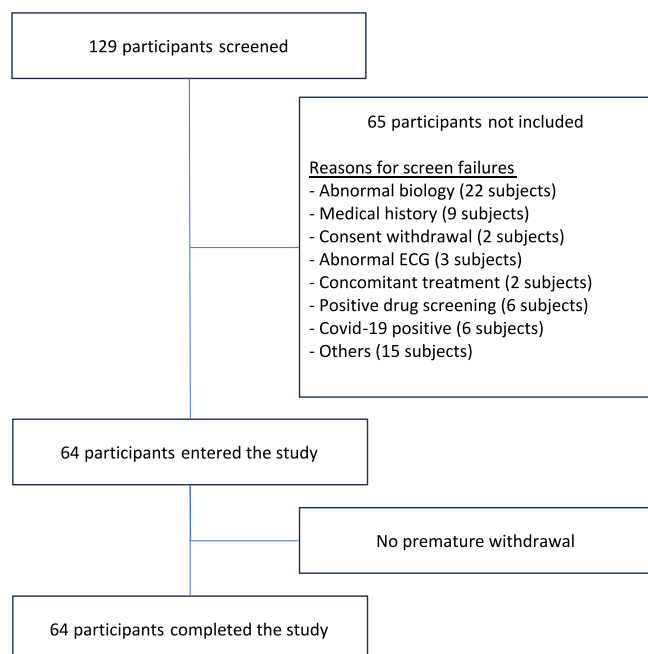 129 participants screened
65 participants not included
Reasons for screen failures
- Abnormal biology (22 subjects)
- Medical history (9 subjects)
- Consent withdrawal (2 subjects)
- Abnormal ECG (3 subjects)
- Concomitant treatment (2 subjects)
- Positive drug screening (6 subjects)
- Covid-19 positive (6 subjects)
- Others (15 subjects)
64 participants entered the study
No premature withdrawal
64 participants completed the study